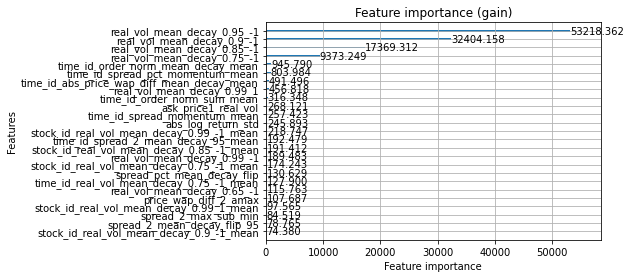 Feature importance (gain)
Features
real_vol_mean_decay_0.95_-1 53218.362
real_vol_mean_decay_0.9_-1 32404.158
real_vol_mean_decay_0.85_-1 17369.312
real_vol_mean_decay_0.75_-1 9373.249
time_id_order_norm_mean_decay_mean 945.790
time_id_spread_pct_momentum_mean 803.984
time_id_abs_price_wap_diff_mean_decay_mean 491.496
real_vol_mean_decay_0.99_1 456.818
time_id_order_norm_sum_mean 316.348
ask_price1_real_vol 268.121
time_id_spread_momentum_mean 257.423
abs_log_return_std 245.893
stock_id_real_vol_mean_decay_0.99_-1_mean 218.747
time_id_spread_2_mean_decay_95_mean 192.479
stock_id_real_vol_mean_decay_0.85_-1_mean 191.412
real_vol_mean_decay_0.99_-1 189.483
stock_id_real_vol_mean_decay_0.75_-1_mean 174.243
spread_pct_mean_decay_flip 130.629
time_id_real_vol_mean_decay_0.75_-1_mean 127.900
real_vol_mean_decay_0.65_-1 115.763
price_wap_diff_2_amax 107.687
stock_id_real_vol_mean_decay_0.99_1_mean 97.565
spread_2_max_sub_min 84.519
spread_2_mean_decay_flip_95 78.765
stock_id_real_vol_mean_decay_0.9_-1_mean 74.380
0 10000 20000 30000 40000 50000
Feature importance